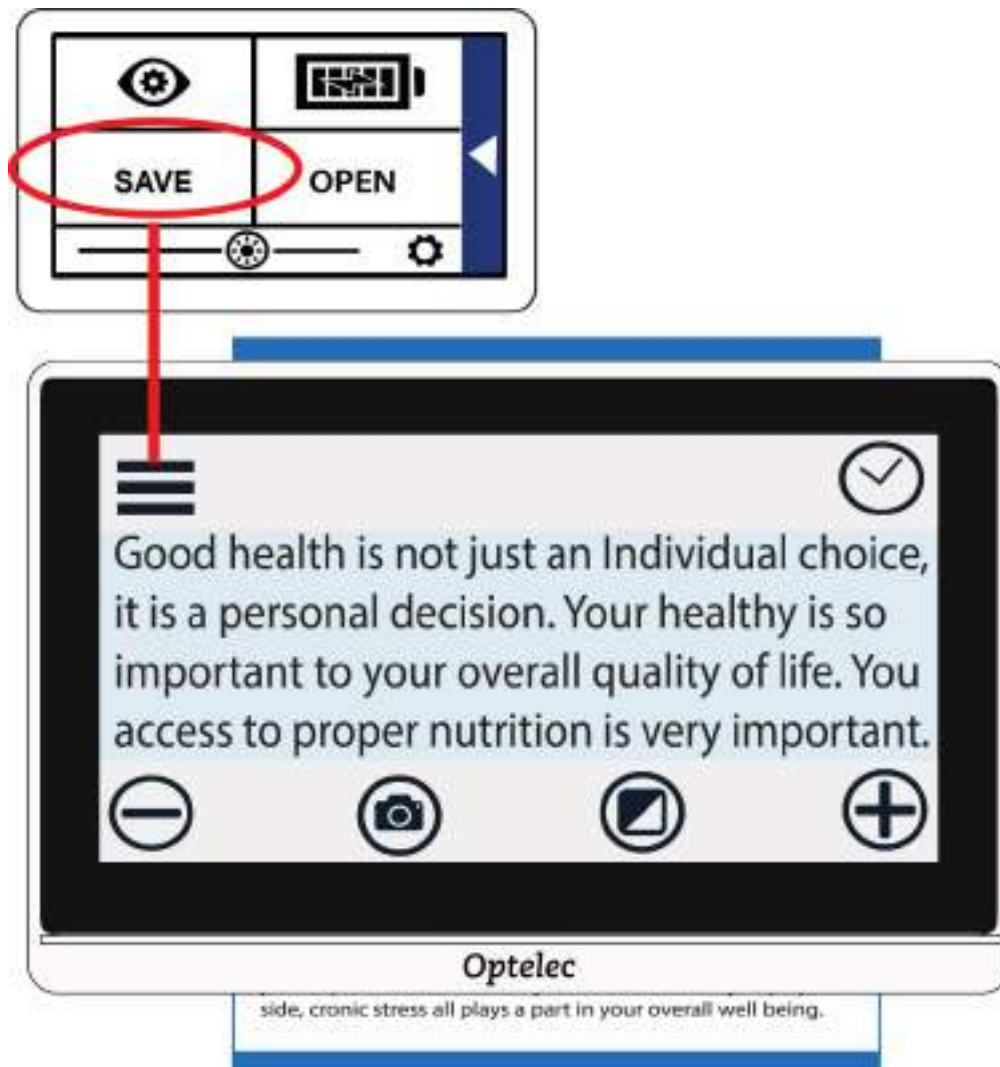 SAVE
OPEN
Good health is not just an Individual choice,
it is a personal decision. Your healthy is so
important to your overall quality of life. You
access to proper nutrition is very important.
Optelec
side, cronic stress all plays a part in your overall well being.